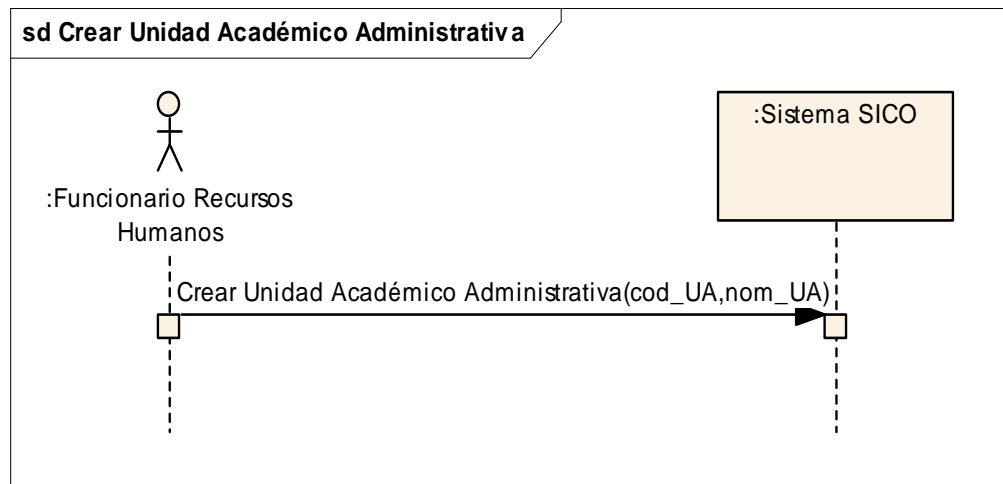 sd Crear Unidad Académico Administrativa
:Sistema SICO
:Funcionario Recursos
Humanos
Crear Unidad Académico Administrativa(cod_UA,nom_UA)